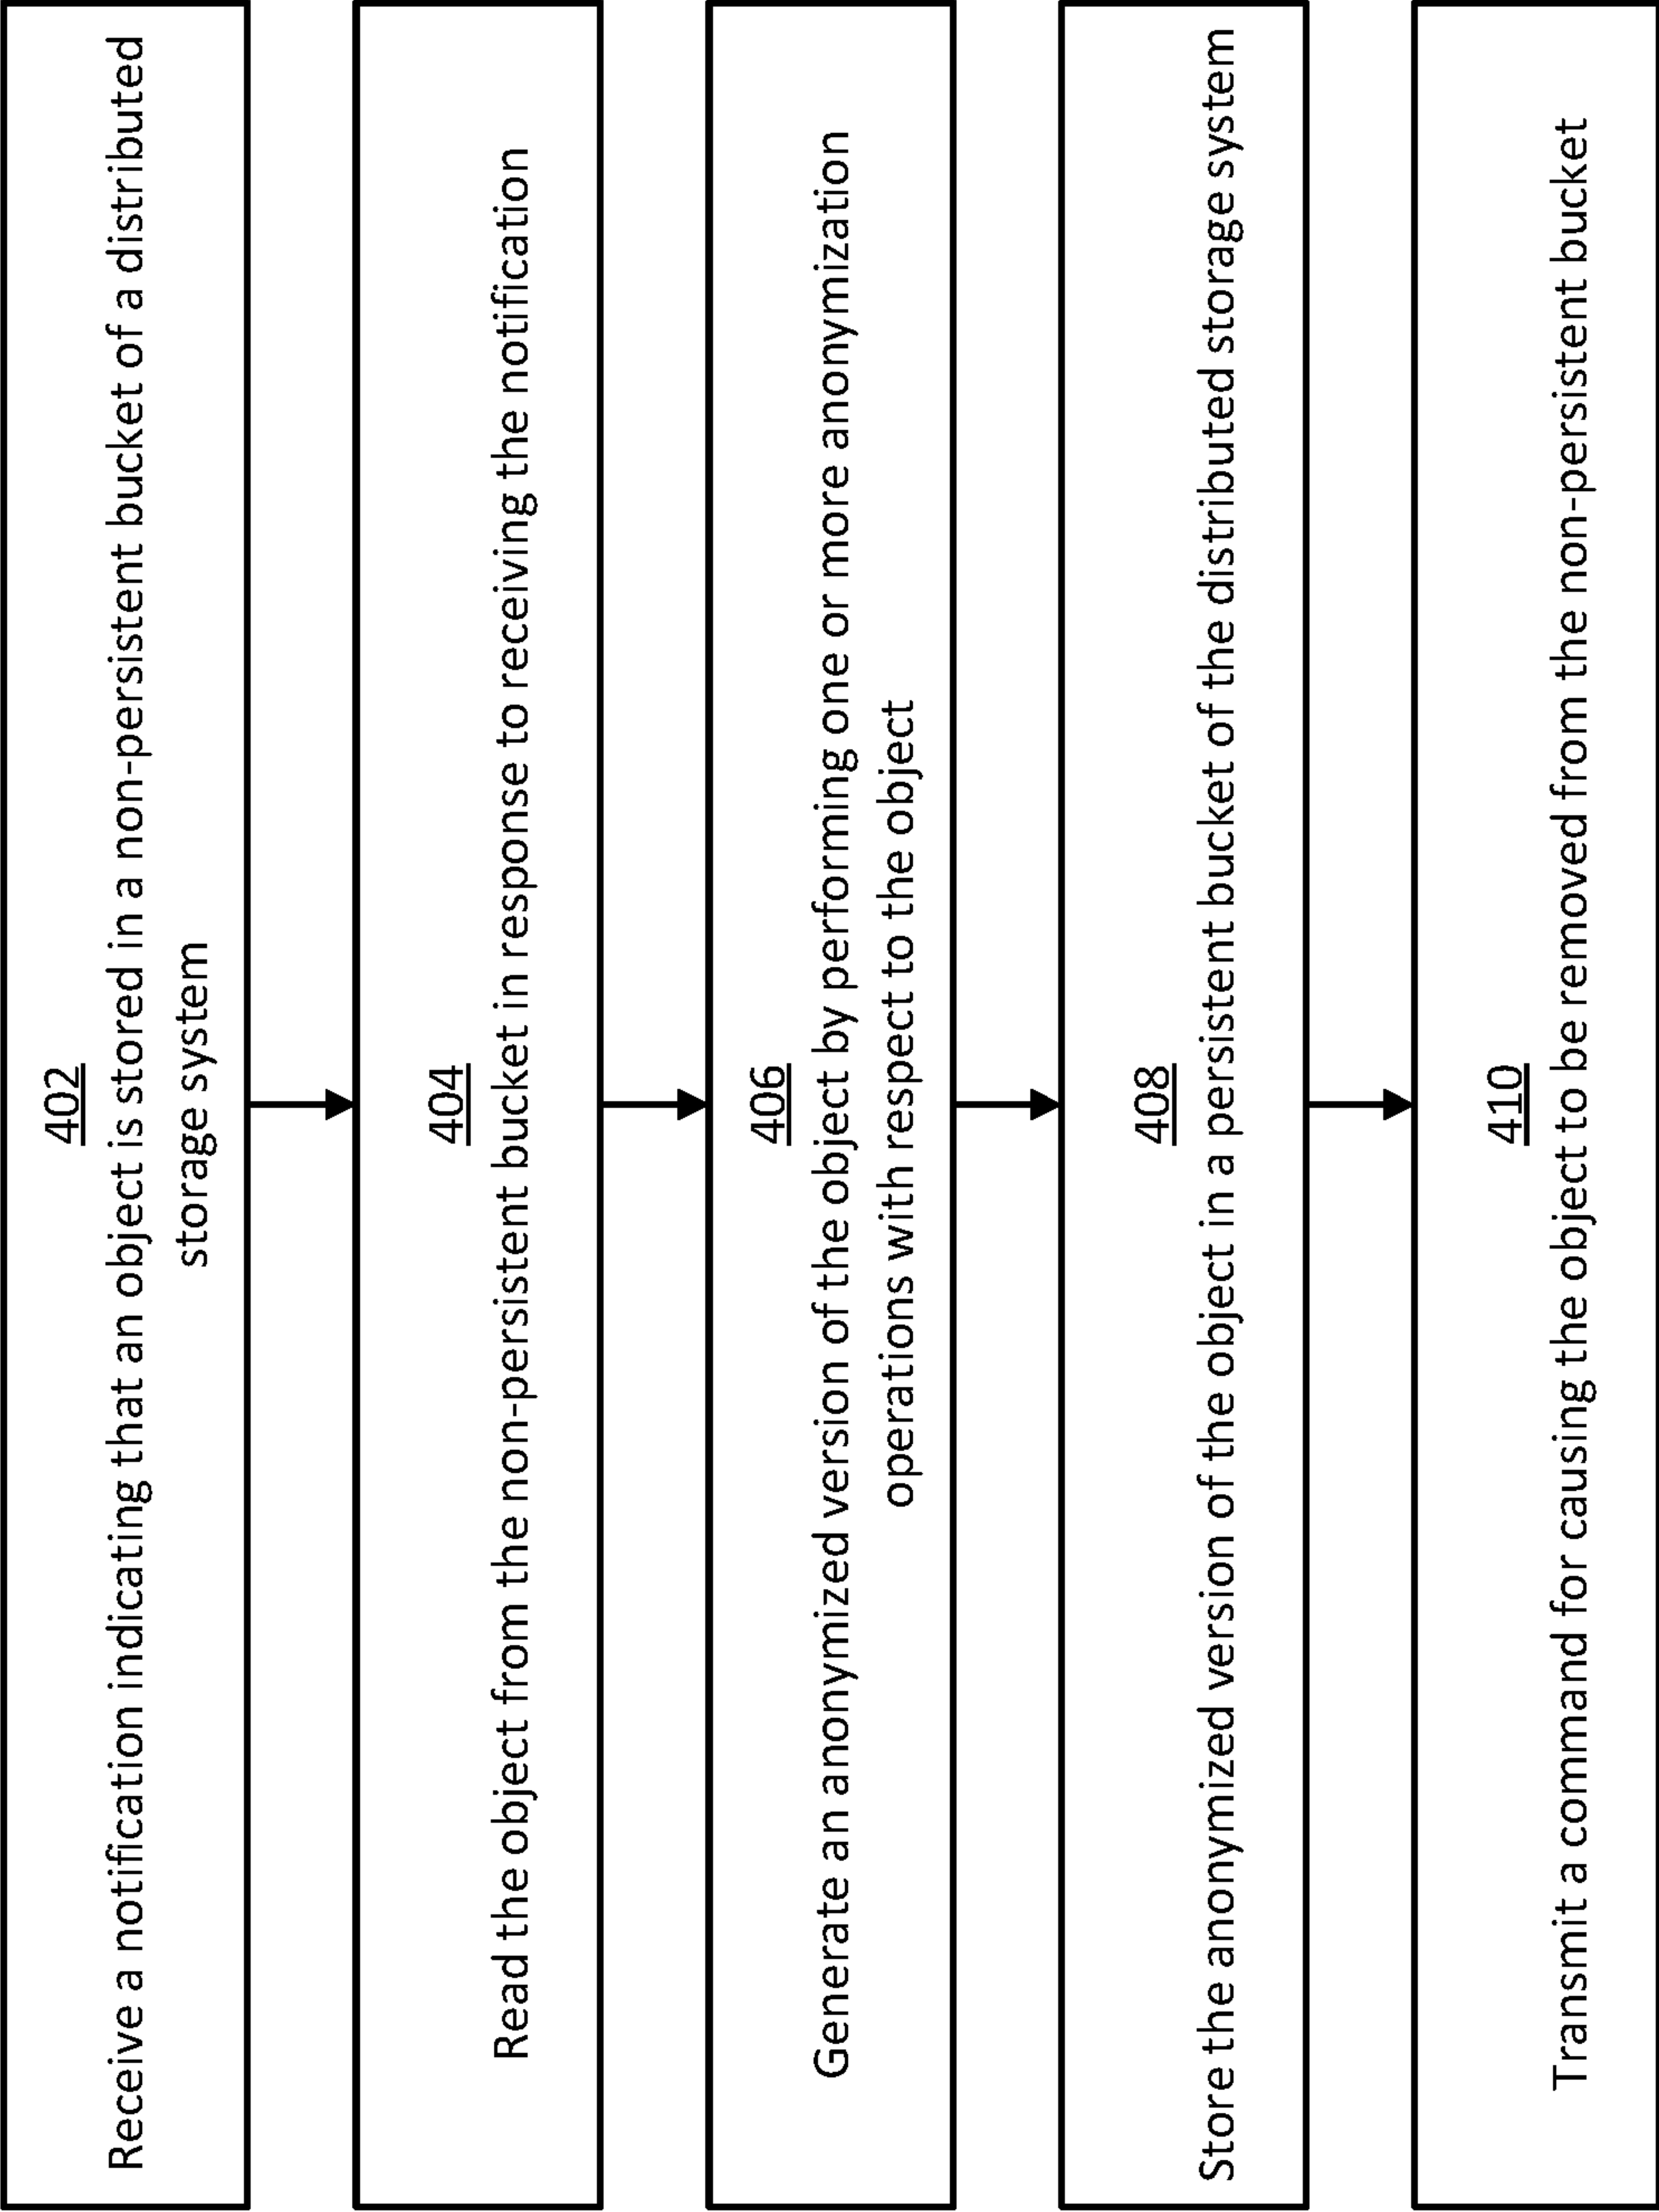 402
Receive a notification indicating that an object is stored in a non-persistent bucket of a distributed
storage system
404
Read the object from the non-persistent bucket in response to receiving the notification
406
Generate an anonymized version of the object by performing one or more anonymization
operations with respect to the object
408
Store the anonymized version of the object in a persistent bucket of the distributed storage system
410
Transmit a command for causing the object to be removed from the non-persistent bucket